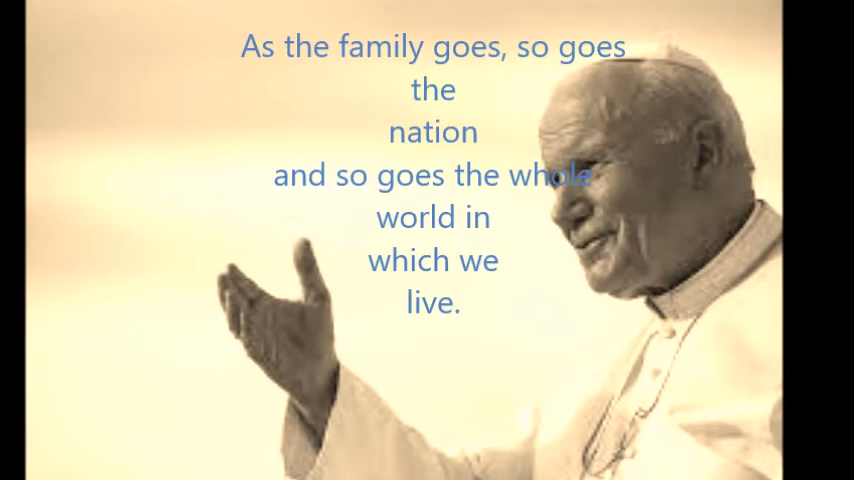 As the family goes, so goes
the
nation
and so goes the whole
world in
which we
live.